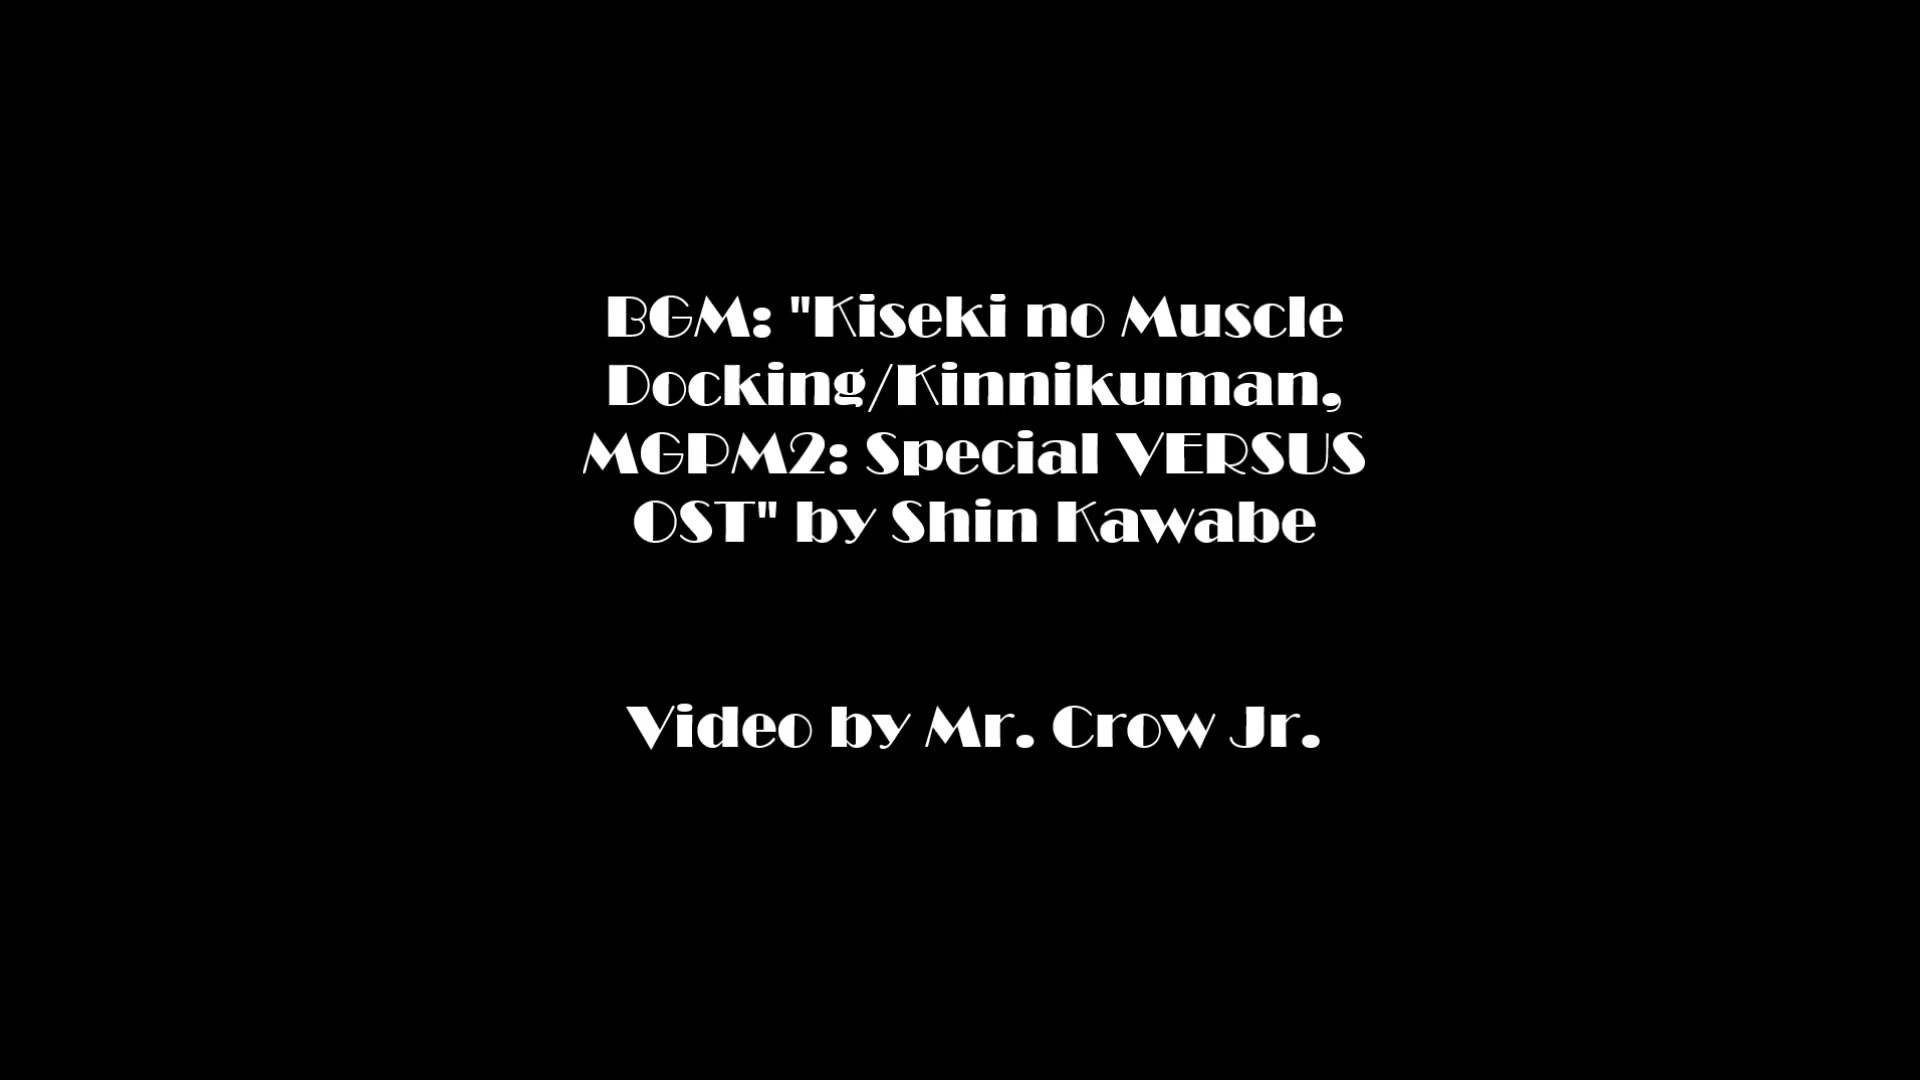 BGM: "Kiseki no Muscle
Docking/Kinnikuman,
MGPM2: Special VERSUS
OST" by Shin Kawabe
Video by Mr. Crow Jr.